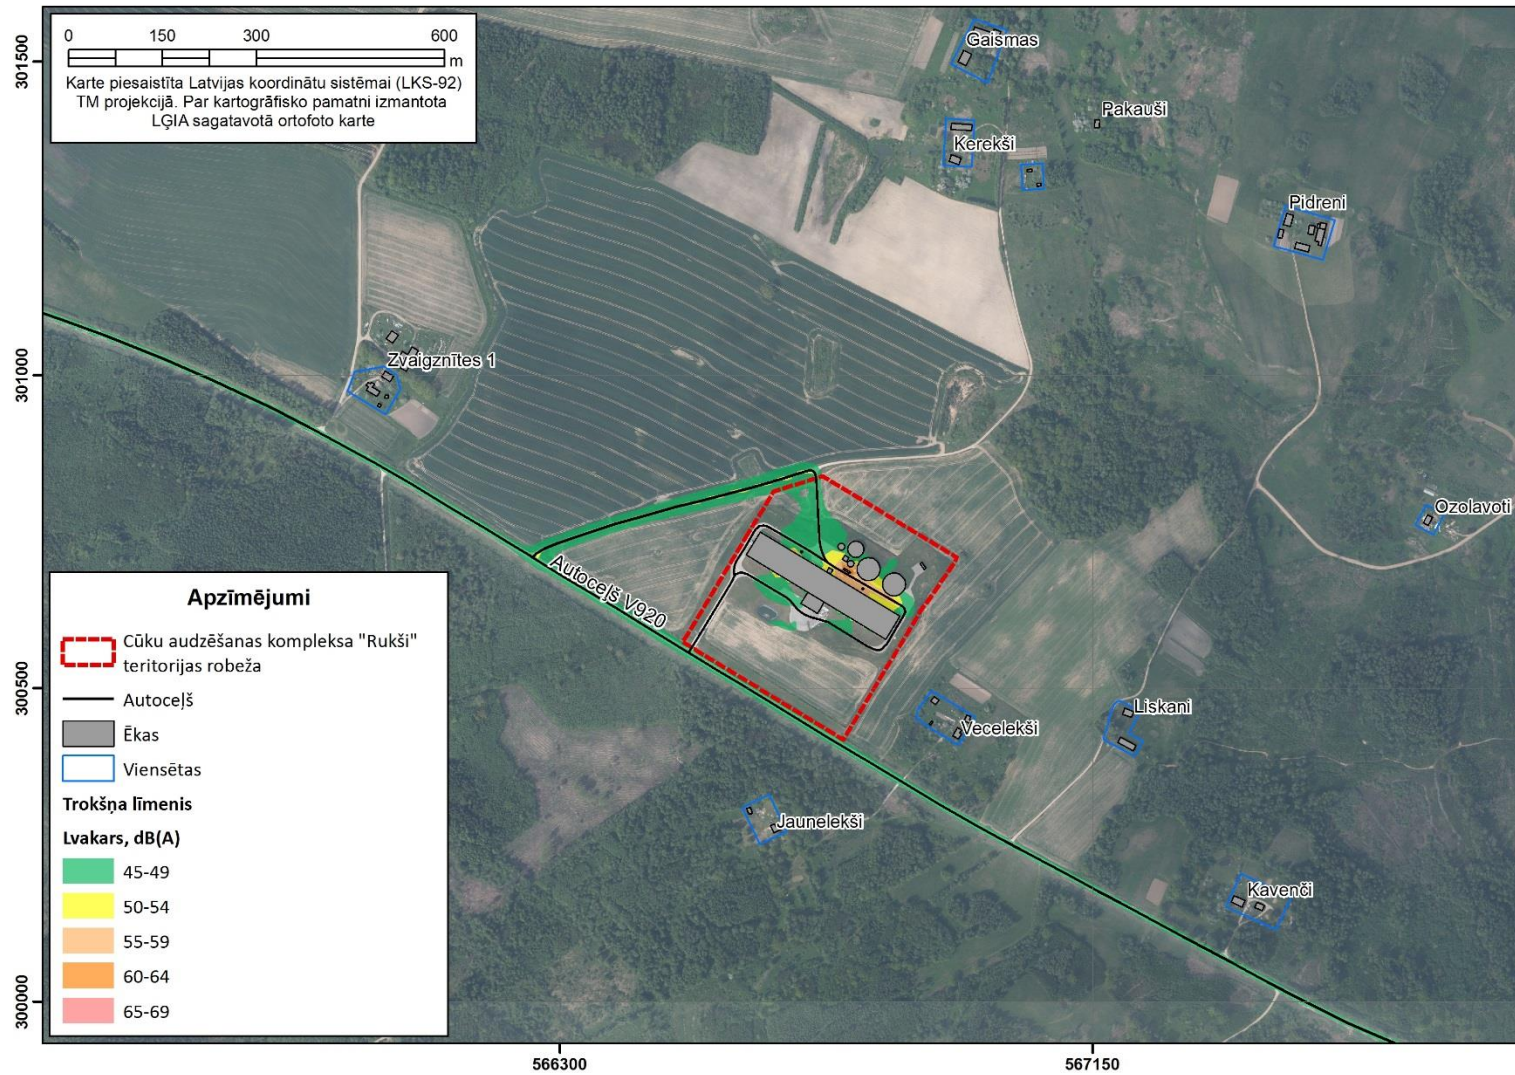 0 150 300 600
m
Karte piesaistīta Latvijas koordinātu sistēmai (LKS-92)
TM projekcijā. Par kartogrāfisko pamatni izmantota
LĢIA sagatavotā ortofoto karte
301500
301000
300500
300000
Gaismas
Pakauši
Kerekši
Pidreni
Zvaigznītes 1
Ozolavoti
Autoceļš V920
Vecelekši
Liskani
Jaunelekši
Kavenči
Apzīmējumi
Cūku audzēšanas kompleksa "Rukši"
teritorijas robeža
Autoceļš
Ēkas
Viensētas
Trokšņa līmenis
Lvakars, dB(A)
45-49
50-54
55-59
60-64
65-69
566300
567150